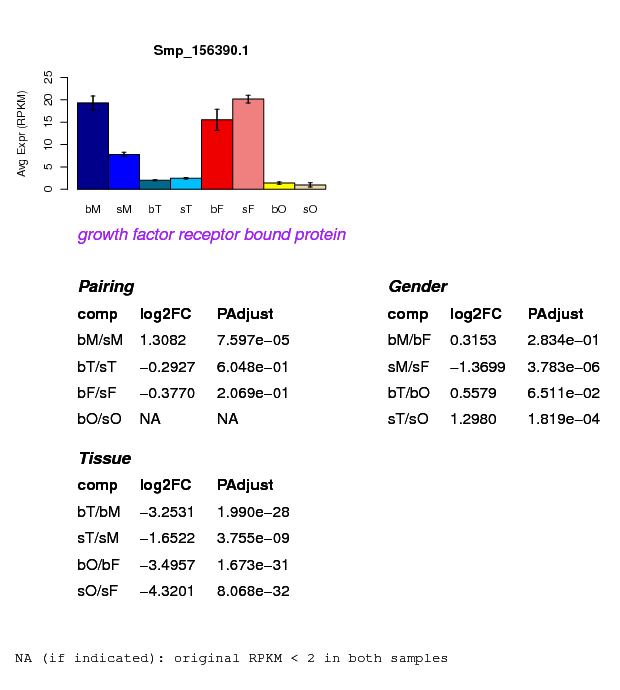 Smp_156390.1
Avg Expr (RPKM)
25
20
15
10
5
0
bM sM bT sT bF sF bO sO
growth factor receptor bound protein
Pairing
comp log2FC PAdjust
bM/sM 1.3082 7.597e−05
bT/sT −0.2927 6.048e−01
bF/sF −0.3770 2.069e−01
bO/sO NA NA
Gender
comp log2FC PAdjust
bM/bF 0.3153 2.834e−01
sM/sF −1.3699 3.783e−06
bT/bO 0.5579 6.511e−02
sT/sO 1.2980 1.819e−04
Tissue
comp log2FC PAdjust
bT/bM −3.2531 1.990e−28
sT/sM −1.6522 3.755e−09
bO/bF −3.4957 1.673e−31
sO/sF −4.3201 8.068e−32
NA (if indicated): original RPKM < 2 in both samples